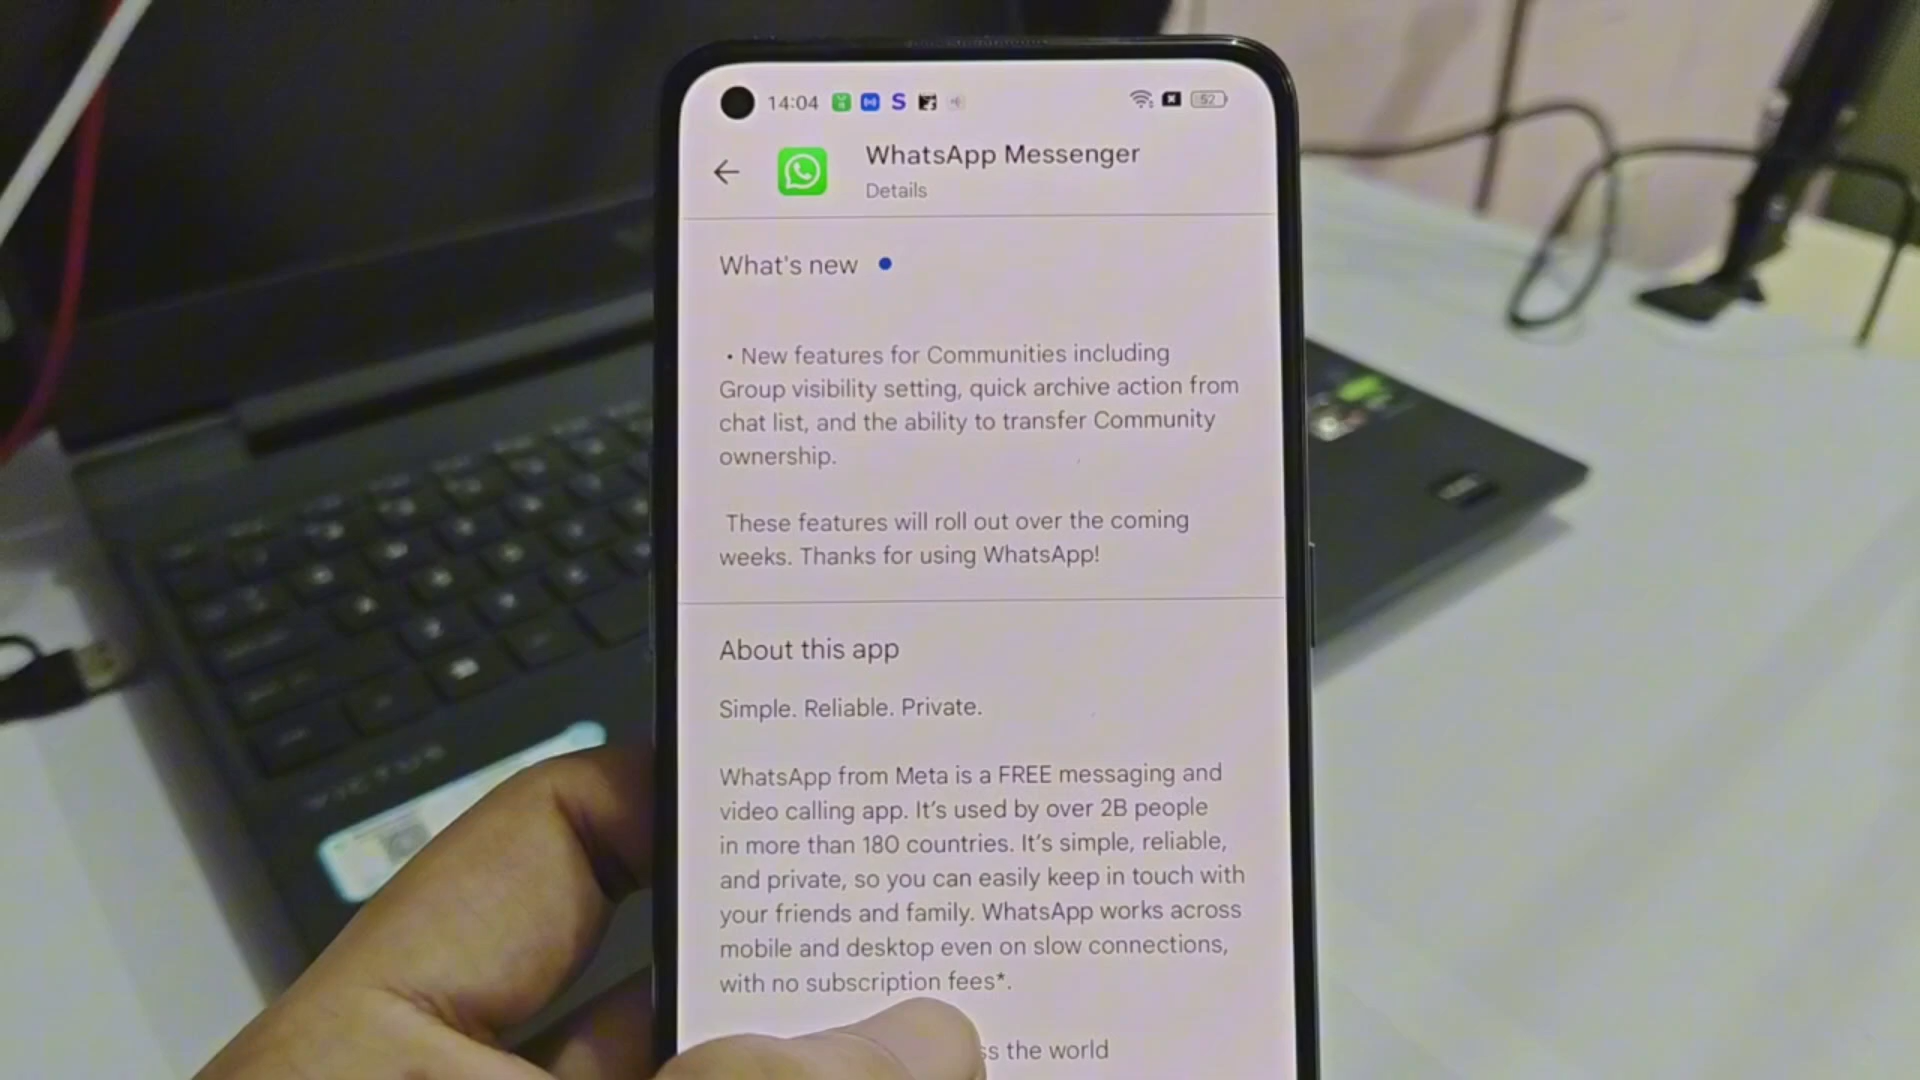 14:04
S
52
WhatsApp Messenger
Details
What's new
• New features for Communities including
Group visibility setting, quick archive action from
chat list, and the ability to transfer Community
ownership.
These features will roll out over the coming
weeks. Thanks for using WhatsApp!
About this app
Simple. Reliable. Private.
WhatsApp from Meta is a FREE messaging and
video calling app. It's used by over 2B people
in more than 180 countries. It's simple, reliable,
and private, so you can easily keep in touch with
your friends and family. WhatsApp works across
mobile and desktop even on slow connections,
with no subscription fees*.
the world